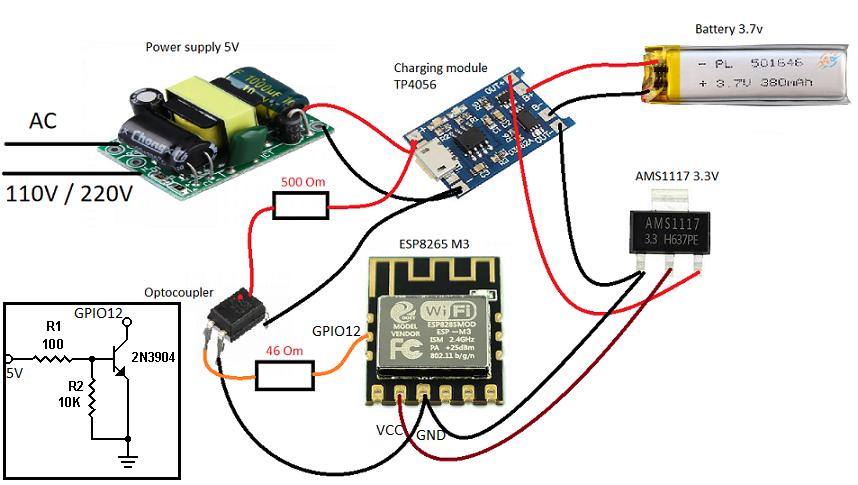 Power supply 5V
Charging module
TP4056
Battery 3.7v
AC
110V / 220V
- PL 501646
+ 3.7V 380mAh
OUT+
B+
B-
OUT-
500 Om
AMS1117 3.3V
AMS1117
3.3 H637PE
ESP8265 M3
Optocoupler
GPIO12
46 Om
WiFi
MODEL
VENDOR
ESP8285MOD
ESP -M3
ISM 2.4GHz
PA +25dBm
802.11 b/g/n
FC
VCC
GND
GPIO12
R1
100
2N3904
5V
R2
10K